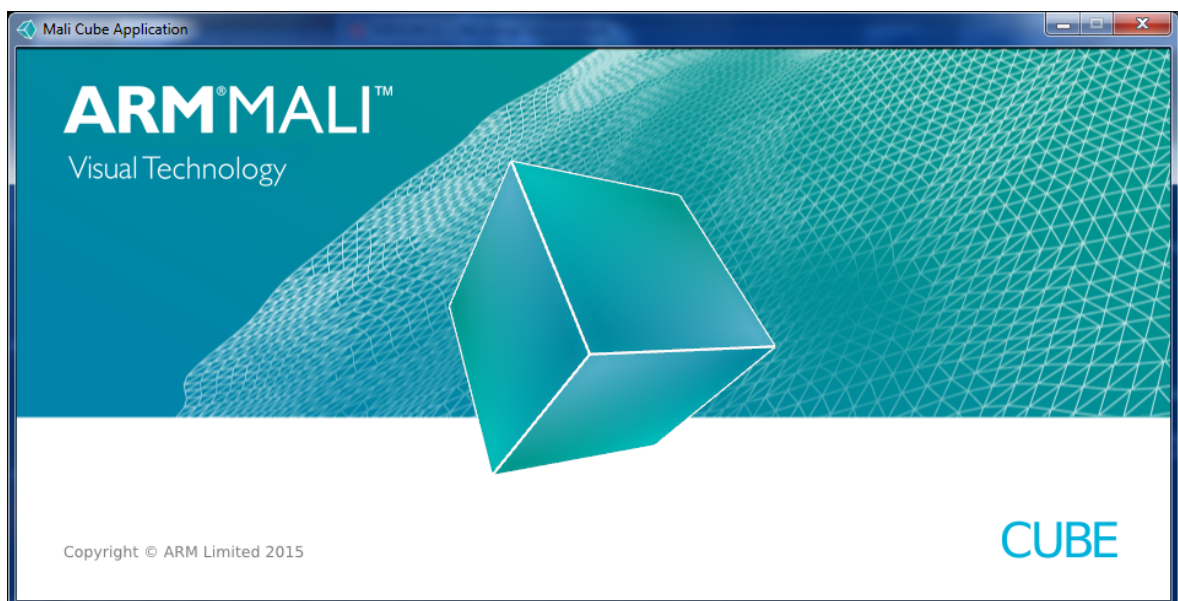 Mali Cube Application
ARM®MALI™
Visual Technology
Copyright © ARM Limited 2015
CUBE